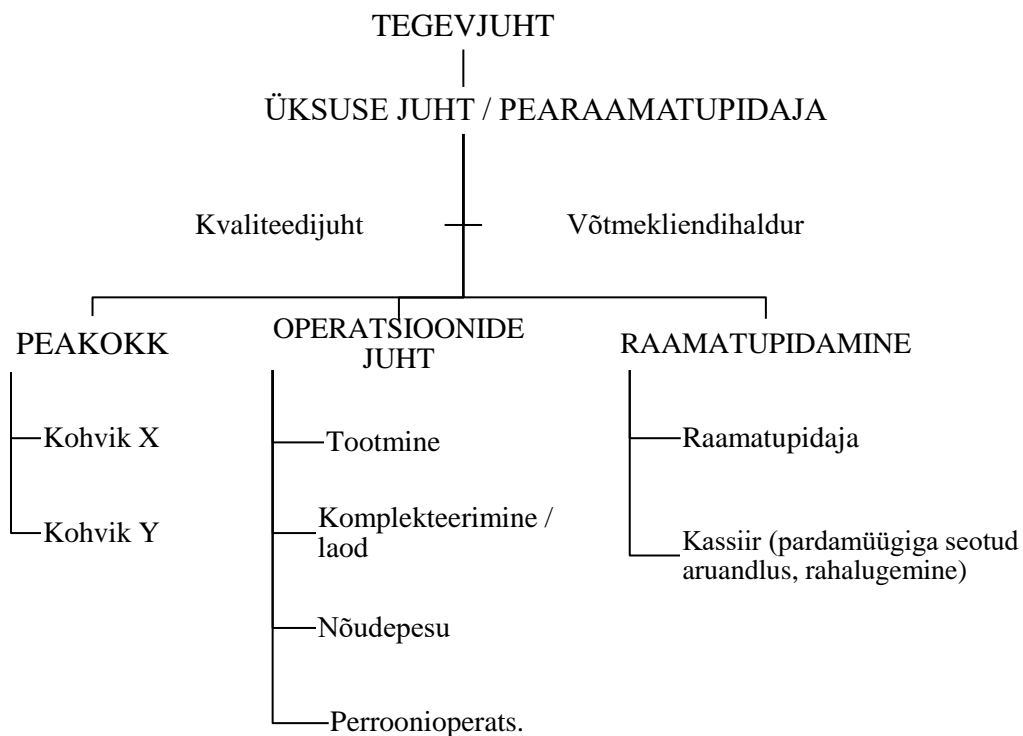 TEGEVJUHT
ÜKSUSE JUHT / PEARAAMATUPIDAJA
Kvaliteedijuht
Võtmekliendihaldur
PEAKOKK
OPERATSIOONIDE
JUHT
RAAMATUPIDAMINE
Kohvik X
Kohvik Y
Tootmine
Komplekteerimine /
laod
Nõudepesu
Perroonioperats.
Raamatupidaja
Kassiir (pardamüügiga seotud
aruandlus, rahalugemine)